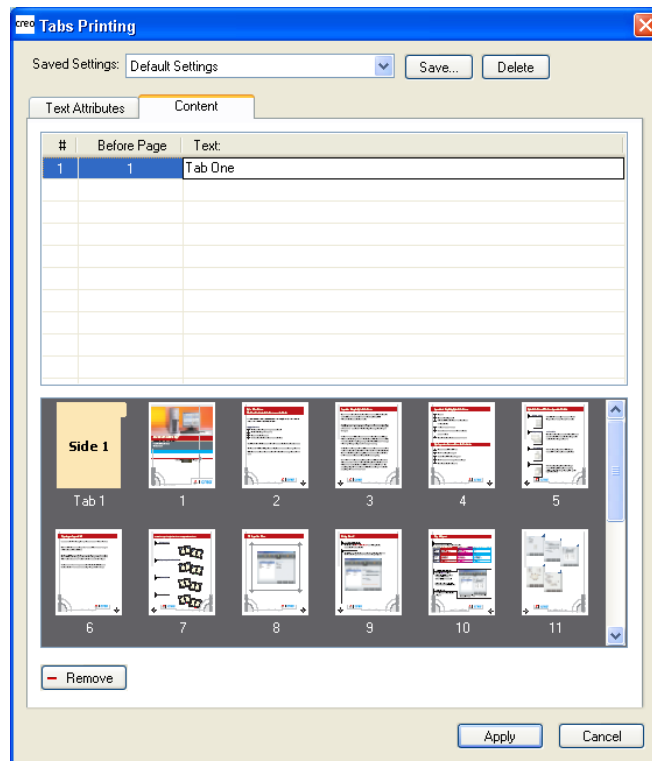 creo Tabs Printing
Saved Settings: Default Settings Save... Delete
Text Attributes Content
# Before Page Text:
1 1 Tab One
Side 1
Tab 1 1 2 3 4 5
6 7 8 9 10 11
Remove
Apply Cancel